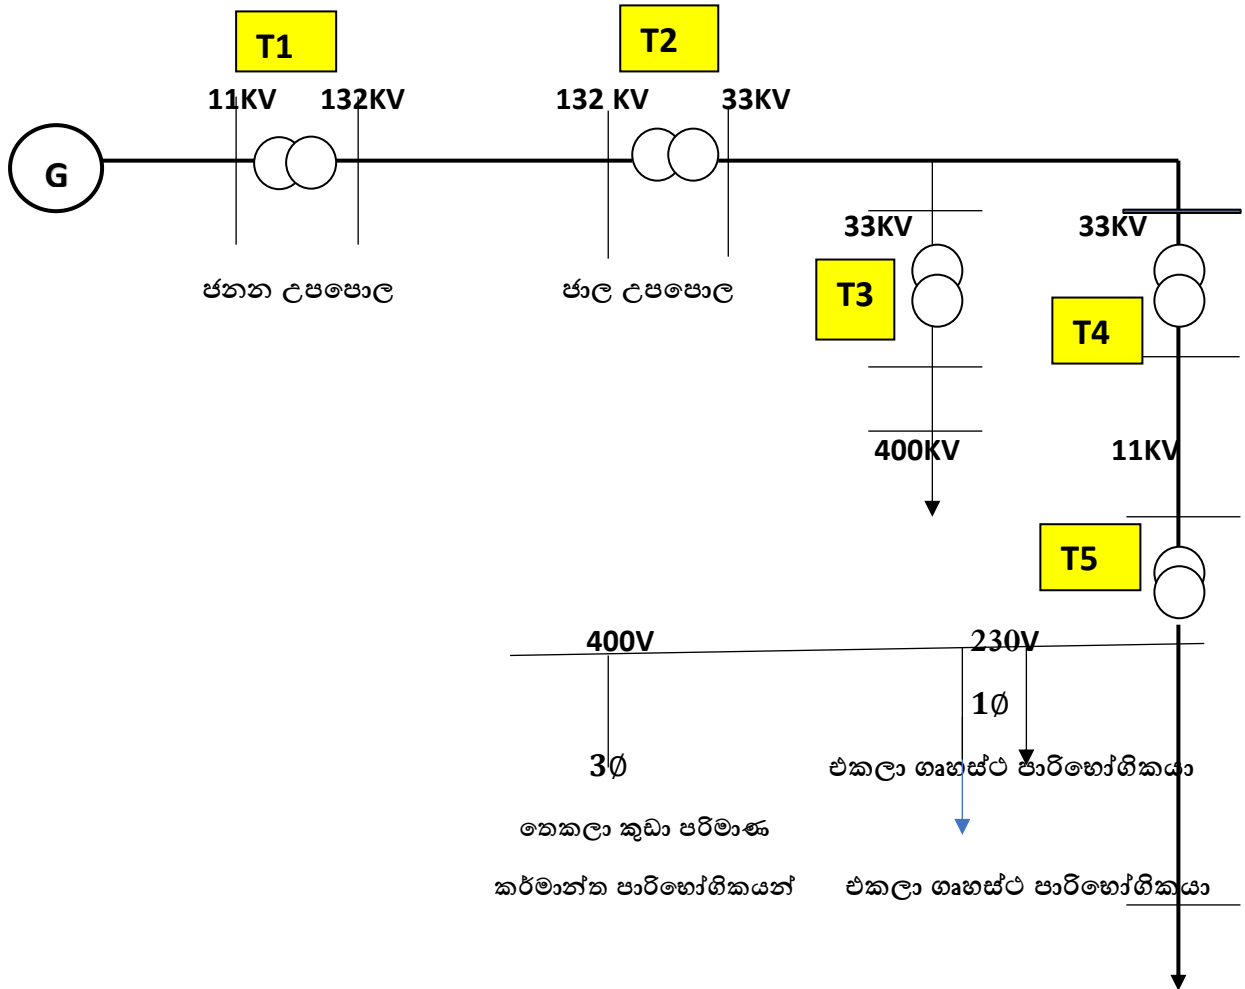 T1
T2
11KV 132KV 132 KV 33KV
G
33KV 33KV
ජනන උපපොල ජාල උපපොල
T3
T4
400KV 11KV
T5
400V 230V
1∅
3∅ එකලා ගෘහස්ථ පාරිභෝගිකයා
තෙකලා කුඩා පරිමාණ
කර්මාන්ත පාරිභෝගිකයන් එකලා ගෘහස්ථ පාරිභෝගිකයා